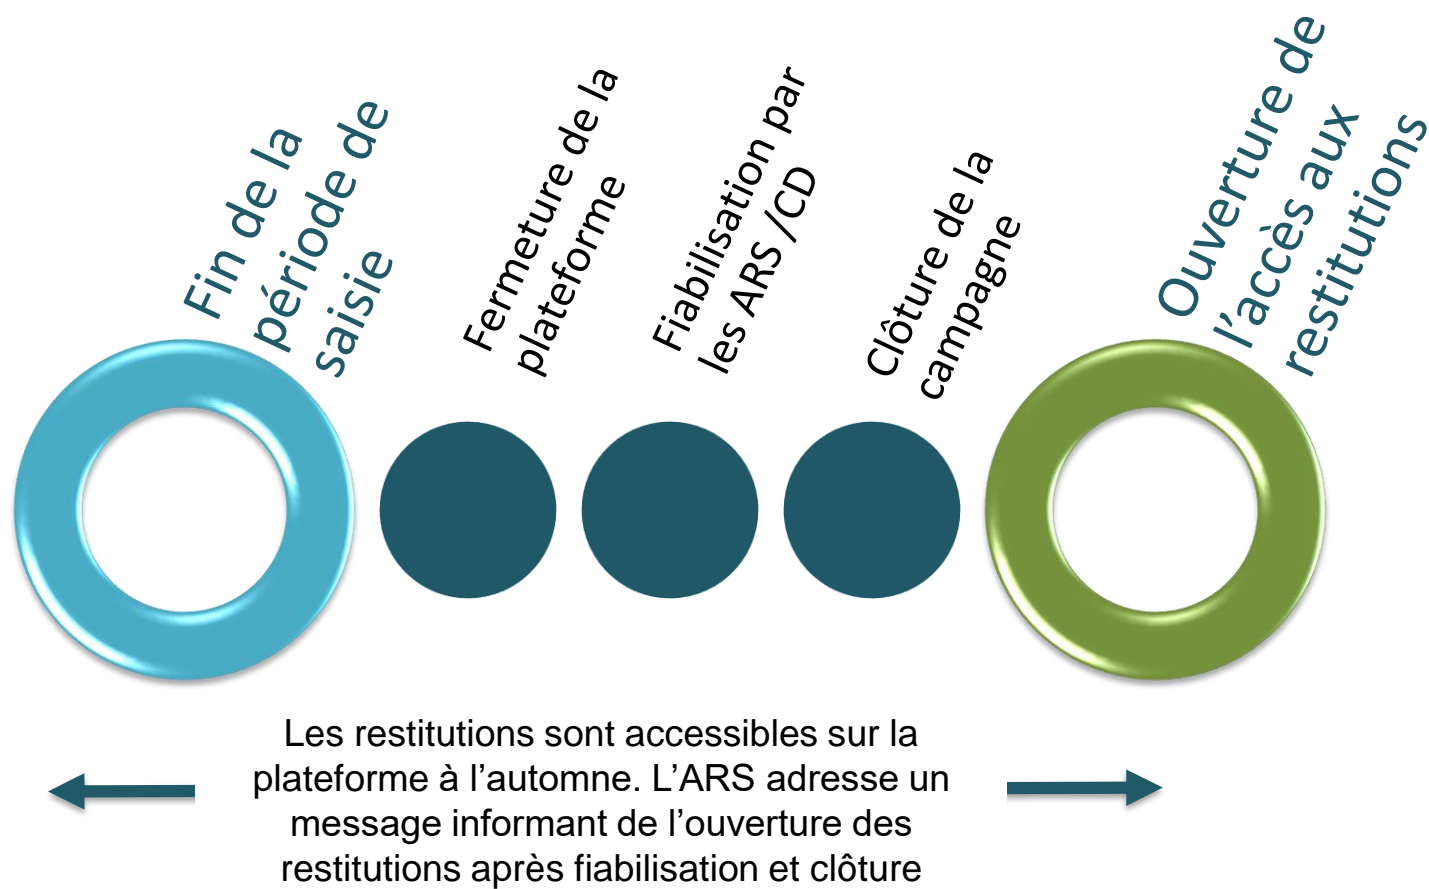 Fin de la
période de
saisie
Fermeture de la
plateforme
Fiabilisation par
les ARS /CD
Clôture de la
campagne
Ouverture de
l’accès aux
restitutions
Les restitutions sont accessibles sur la
plateforme à l’automne. L’ARS adresse un
message informant de l’ouverture des
restitutions après fiabilisation et clôture